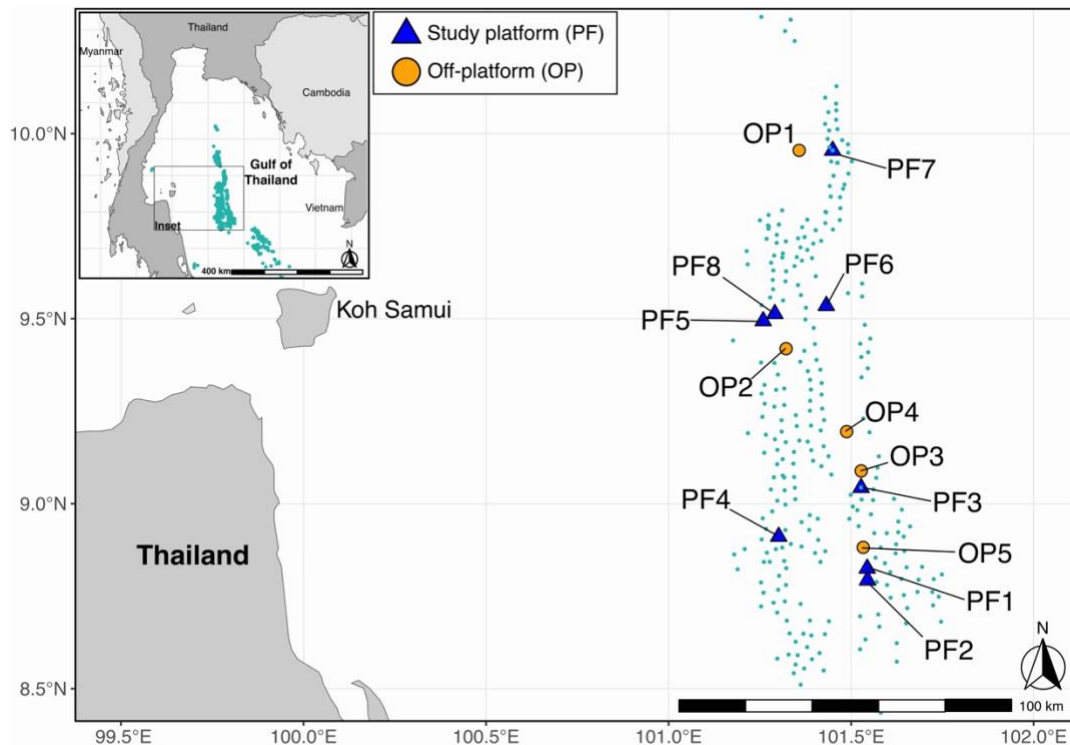 Thailand
Myanmar
Cambodia
Gulf of
Thailand
Vietnam
Inset
N
400 km
Study platform (PF)
Off-platform (OP)
10.0°N
9.5°N
9.0°N
8.5°N
OP1
PF7
PF8
PF6
Koh Samui
PF5
OP2
OP4
OP3
PF4
PF3
Thailand
OP5
PF1
PF2
N
100 km
99.5°E
100.0°E
100.5°E
101.0°E
101.5°E
102.0°E